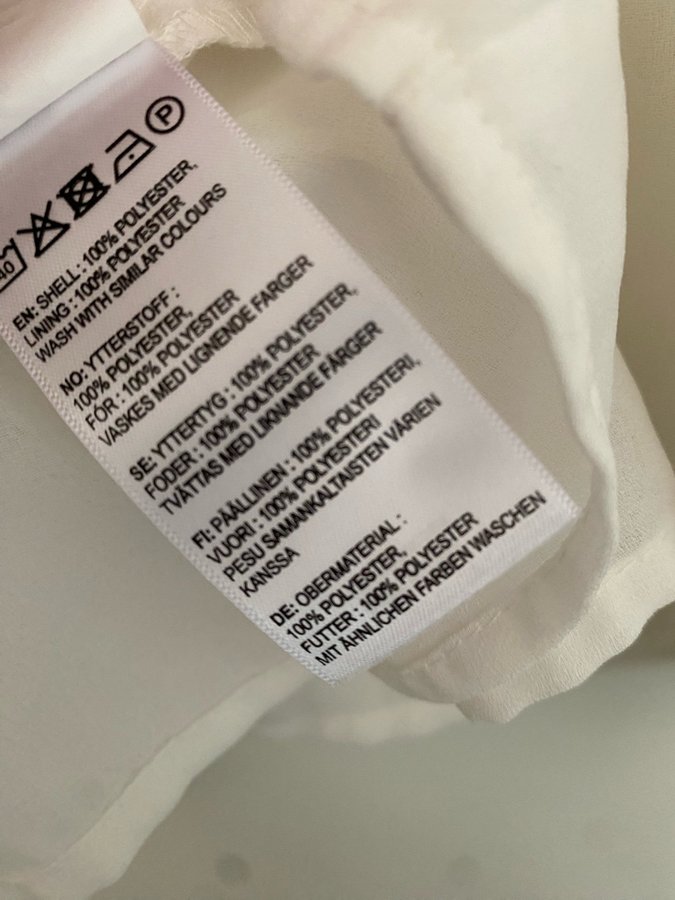 40 P
EN: SHELL : 100% POLYESTER,
LINING : 100% POLYESTER
WASH WITH SIMILAR COLOURS
NO: YTTERSTOFF :
100% POLYESTER,
FÓR : 100% POLYESTER
VASKES MED LIGNENDE FARGER
SE: YTTERTYG : 100% POLYESTER,
FODER : 100% POLYESTER
TVÄTTAS MED LIKNANDE FÄRGER
FI: PÄÄLLINEN : 100% POLYESTERI,
VUORI : 100% POLYESTERI
PESU SAMANKALTAISTEN VÄRIEN
KANSSA
DE: OBERMATERIAL :
100% POLYESTER,
FUTTER : 100% POLYESTER
MIT ÄHNLICHEN FARBEN WASCHEN